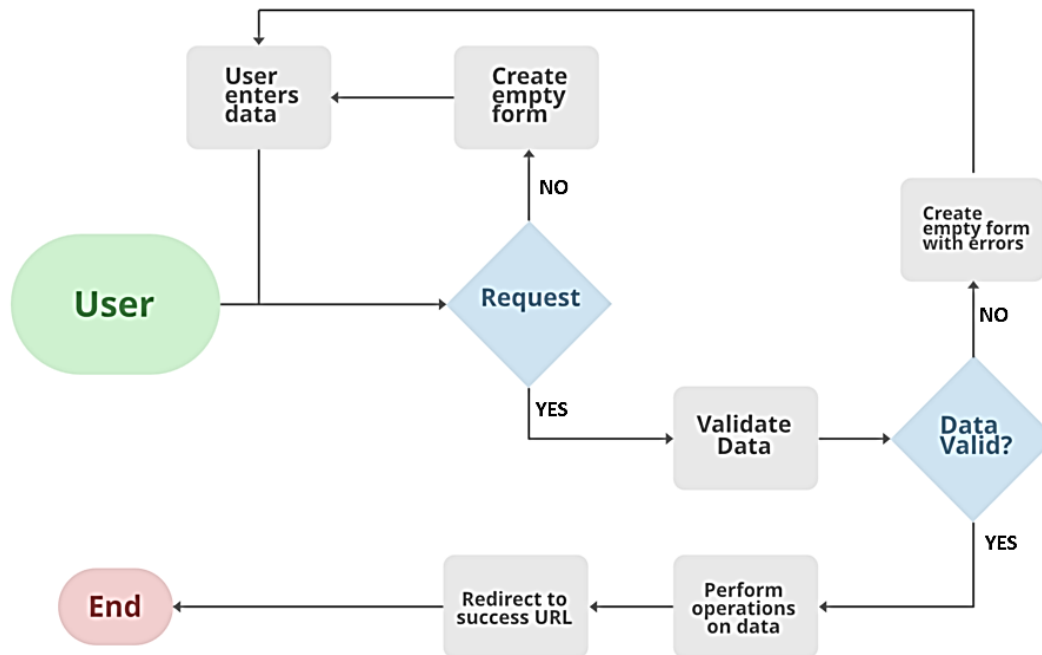 User
enters
data
Create
empty
form
NO
Create
empty form
with errors
User
Request
NO
YES
Validate
Data
Data
Valid?
YES
End
Redirect to
success URL
Perform
operations
on data